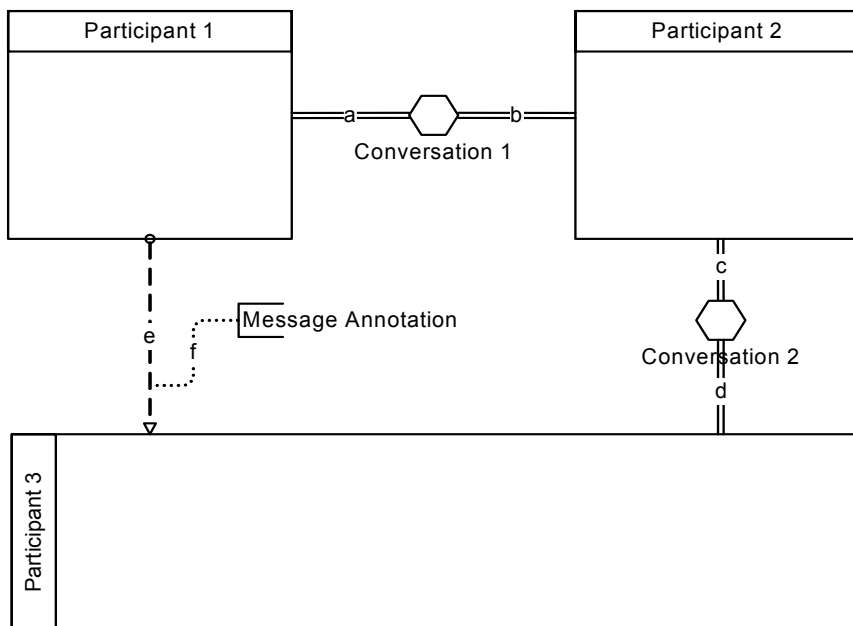 Participant 1
Participant 2
a
b
Conversation 1
c
Message Annotation
e
f
Conversation 2
d
Participant 3